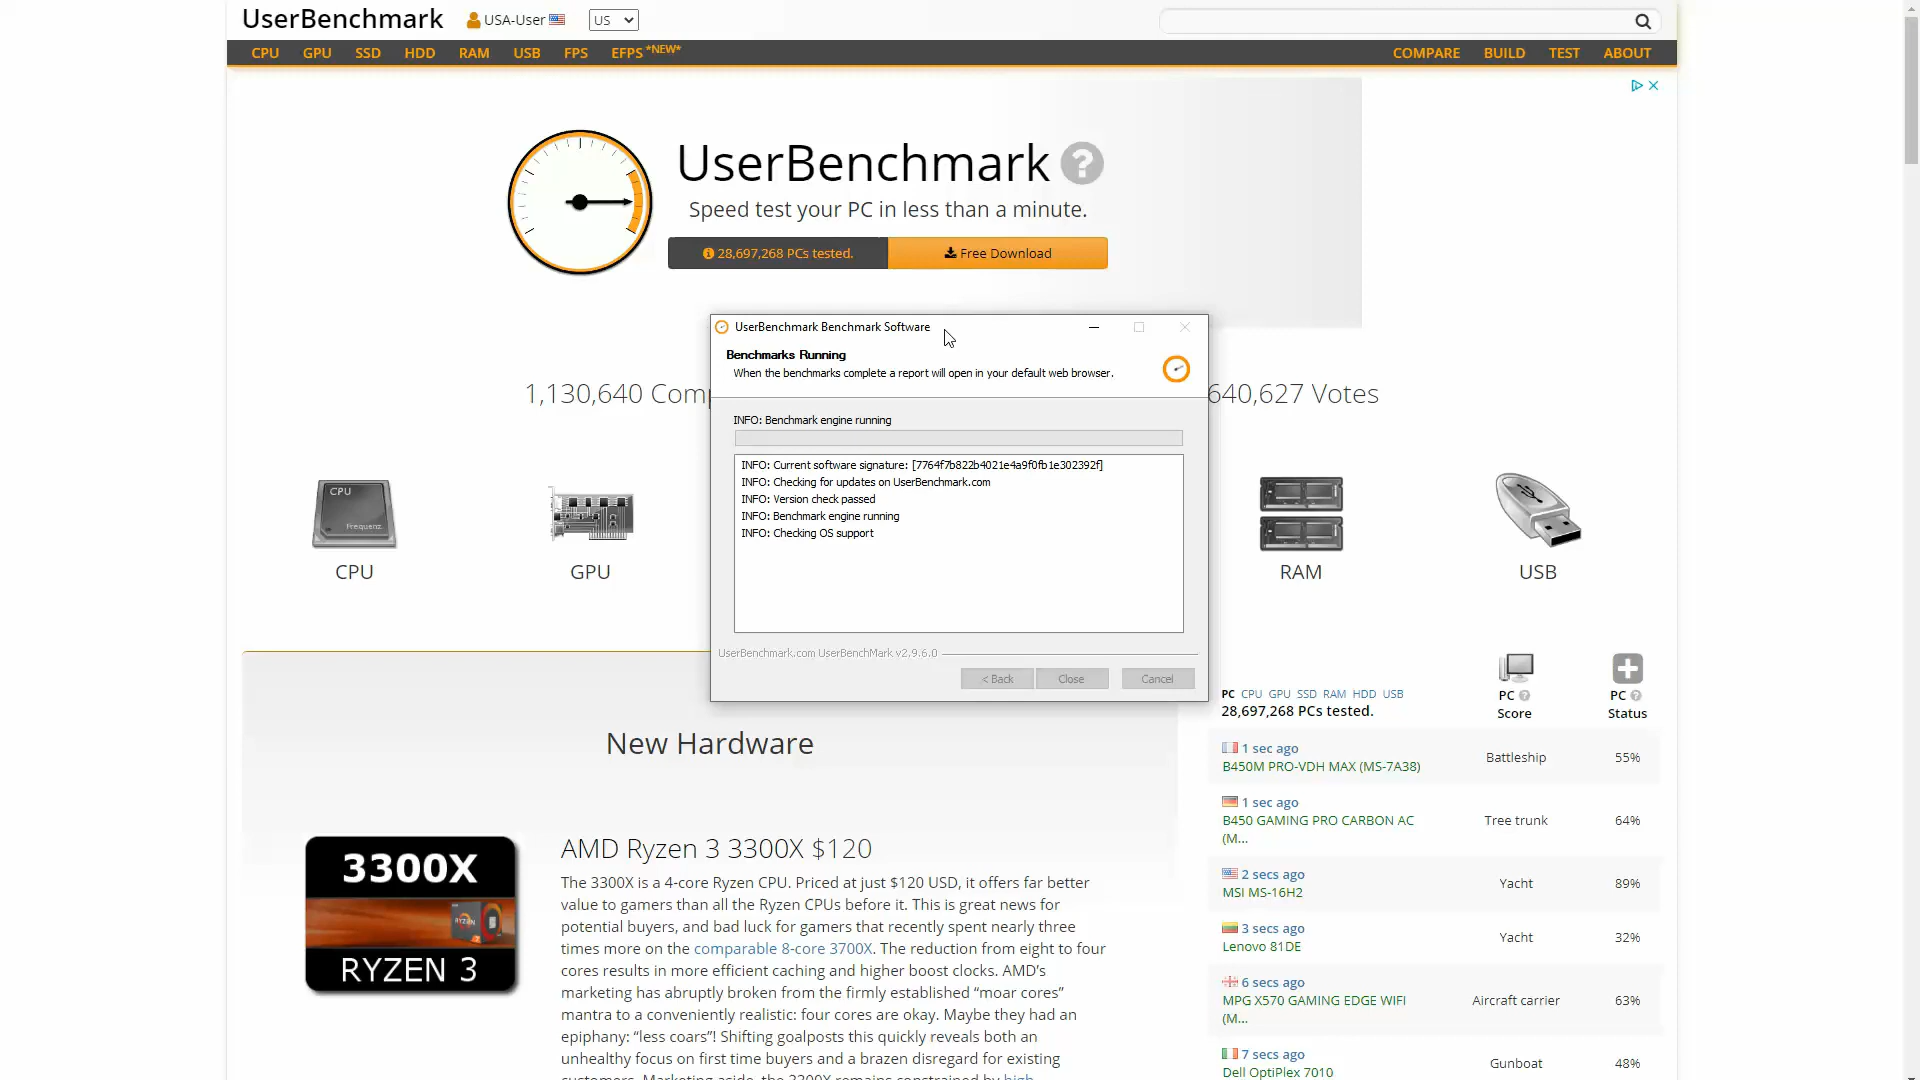 UserBenchmark
USA-User
US
CPU GPU SSD HDD RAM USB FPS EFPS *NEW*
COMPARE BUILD TEST ABOUT
UserBenchmark
Speed test your PC in less than a minute.
28,697,268 PCs tested.
Free Download
1,130,640 Comp
640,627 Votes
UserBenchmark Benchmark Software
Benchmarks Running
When the benchmarks complete a report will open in your default web browser.
INFO: Benchmark engine running
INFO: Current software signature: [7764f7b822b4021e4a9f0fb1e302392f]
INFO: Checking for updates on UserBenchmark.com
INFO: Version check passed
INFO: Benchmark engine running
INFO: Checking OS support
UserBenchmark.com UserBenchMark v2.9.6.0
< Back
Close
Cancel
CPU
Frequenz
CPU
GPU
RAM
USB
New Hardware
3300X
RYZEN
RYZEN 3
AMD Ryzen 3 3300X $120
The 3300X is a 4-core Ryzen CPU. Priced at just $120 USD, it offers far better
value to gamers than all the Ryzen CPUs before it. This is great news for
potential buyers, and bad luck for gamers that recently spent nearly three
times more on the comparable 8-core 3700X. The reduction from eight to four
cores results in more efficient caching and higher boost clocks. AMD’s
marketing has abruptly broken from the firmly established “moar cores”
mantra to a conveniently realistic: four cores are okay. Maybe they had an
epiphany: “less coars”! Shifting goalposts this quickly reveals both an
unhealthy focus on first time buyers and a brazen disregard for existing
customers. Marketing aside, the 3300X remains constrained by high
PC CPU GPU SSD RAM HDD USB
28,697,268 PCs tested.
PC
Score
PC
Status
1 sec ago
B450M PRO-VDH MAX (MS-7A38)
Battleship
55%
1 sec ago
B450 GAMING PRO CARBON AC
(M...
Tree trunk
64%
2 secs ago
MSI MS-16H2
Yacht
89%
3 secs ago
Lenovo 81DE
Yacht
32%
6 secs ago
MPG X570 GAMING EDGE WIFI
(M...
Aircraft carrier
63%
7 secs ago
Dell OptiPlex 7010
Gunboat
48%